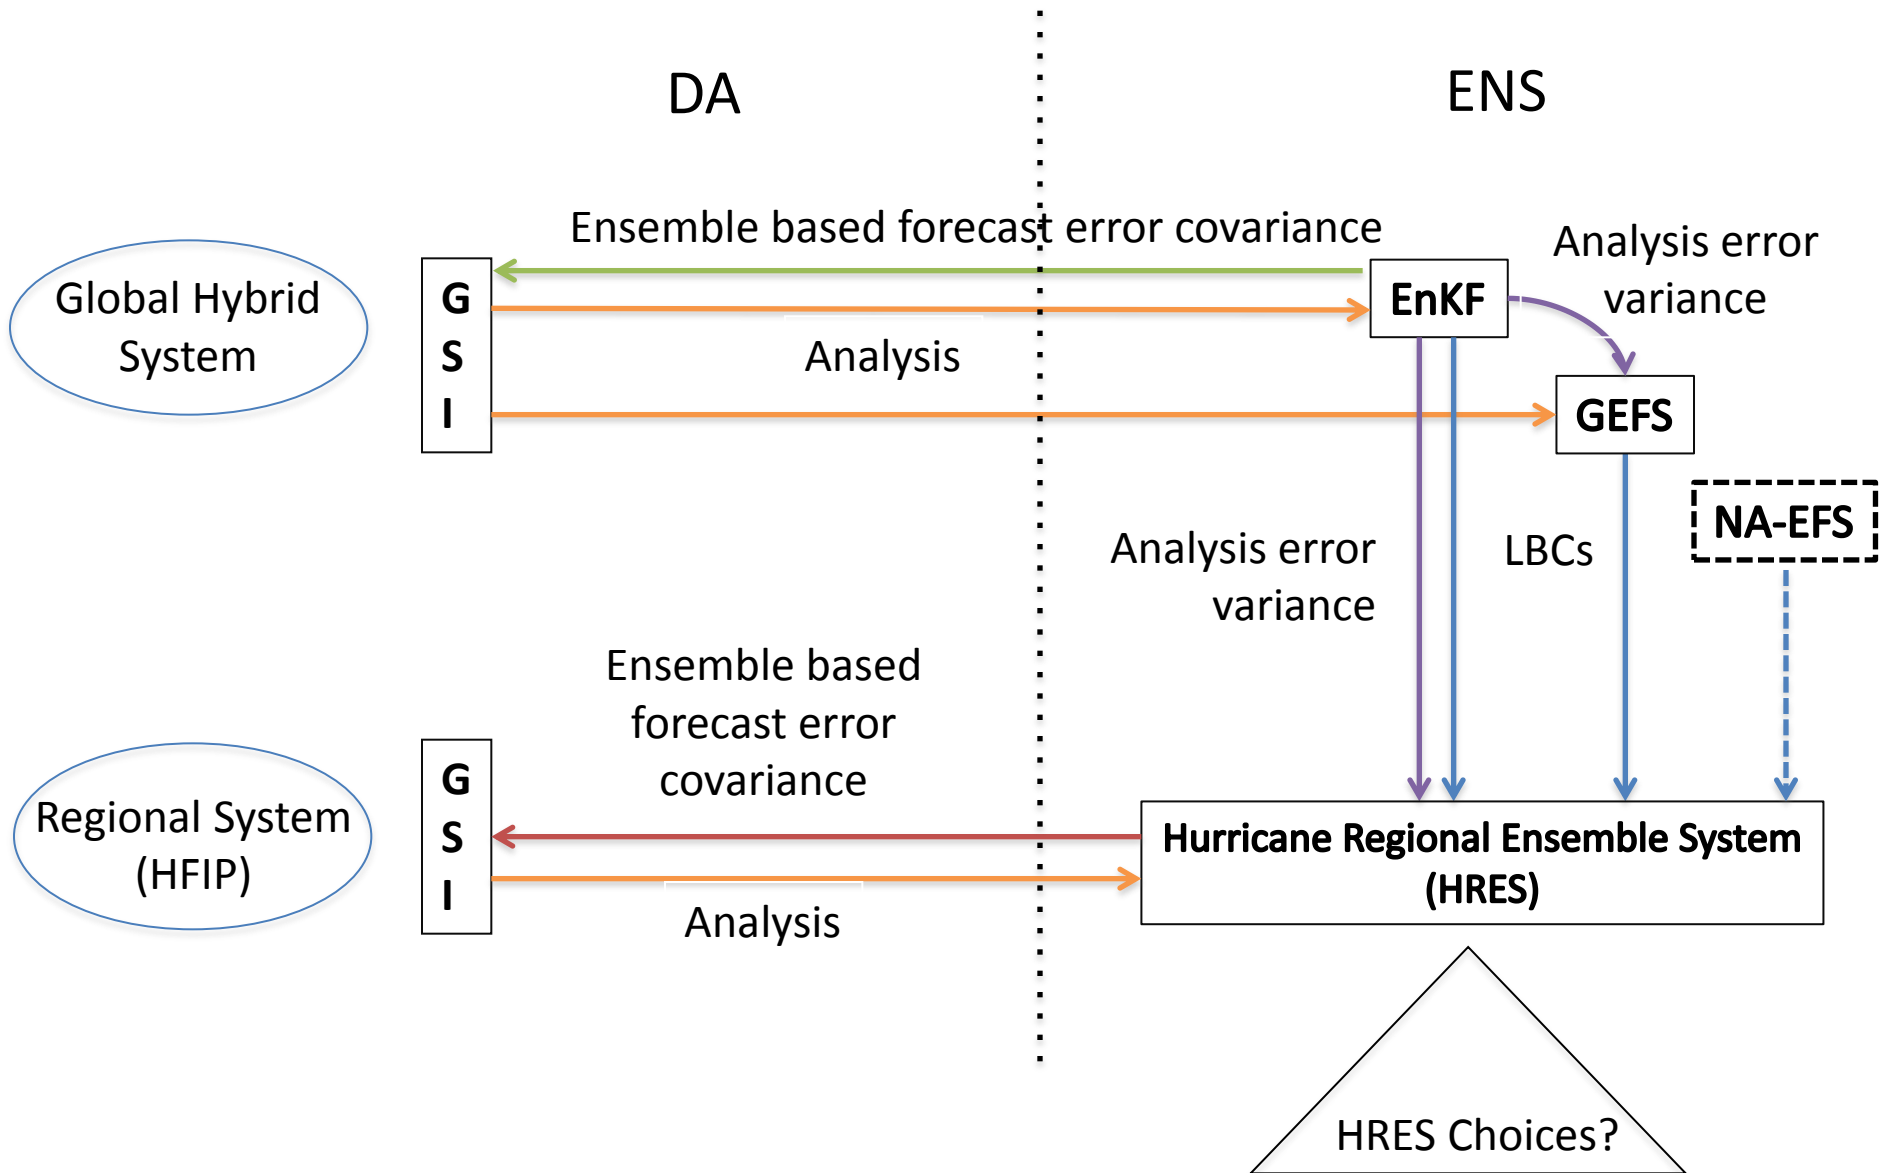 DA
ENS
Ensemble based forecast error covariance
Analysis error
variance
Global Hybrid
System
G
S
I
EnKF
Analysis
GEFS
NA-EFS
Analysis error
variance
LBCs
Ensemble based
forecast error
covariance
Regional System
(HFIP)
G
S
I
Hurricane Regional Ensemble System
(HRES)
Analysis
HRES Choices?